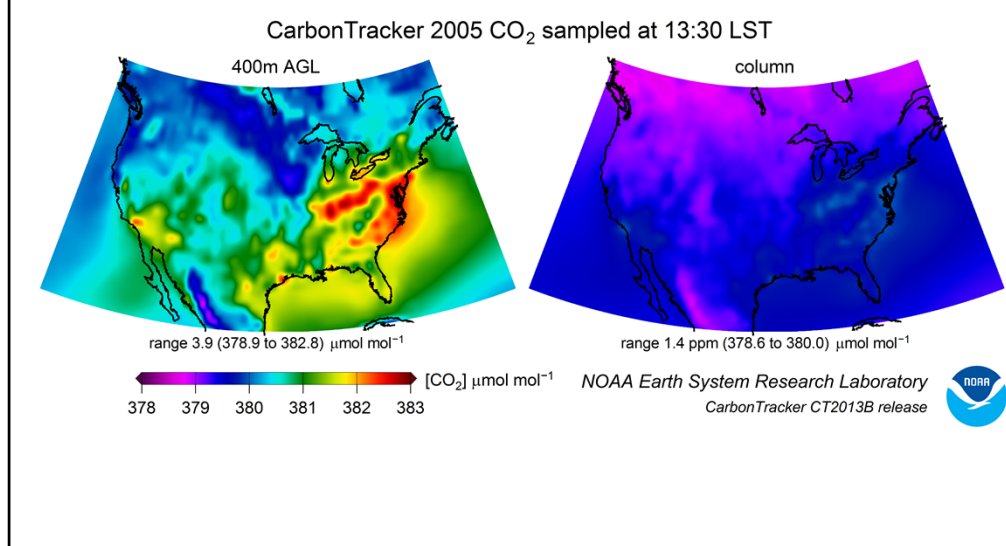 CarbonTracker 2005 CO₂ sampled at 13:30 LST
400m AGL
column
range 3.9 (378.9 to 382.8) μmol mol⁻¹
range 1.4 ppm (378.6 to 380.0) μmol mol⁻¹
[CO₂] μmol mol⁻¹
378 379 380 381 382 383
NOAA Earth System Research Laboratory
CarbonTracker CT2013B release
NOAA